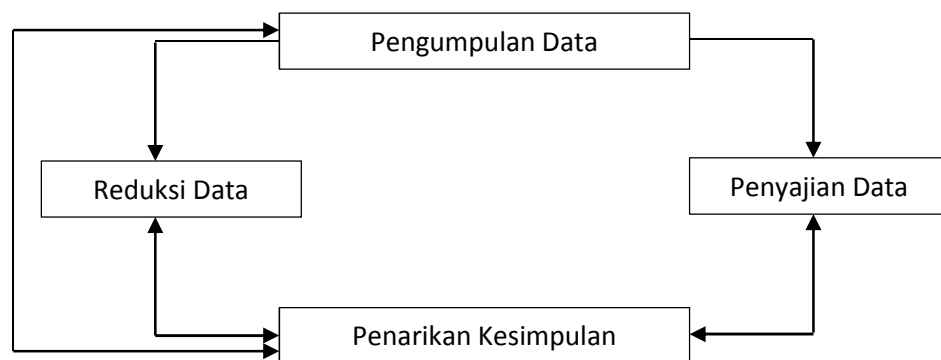 Pengumpulan Data
Reduksi Data
Penyajian Data
Penarikan Kesimpulan